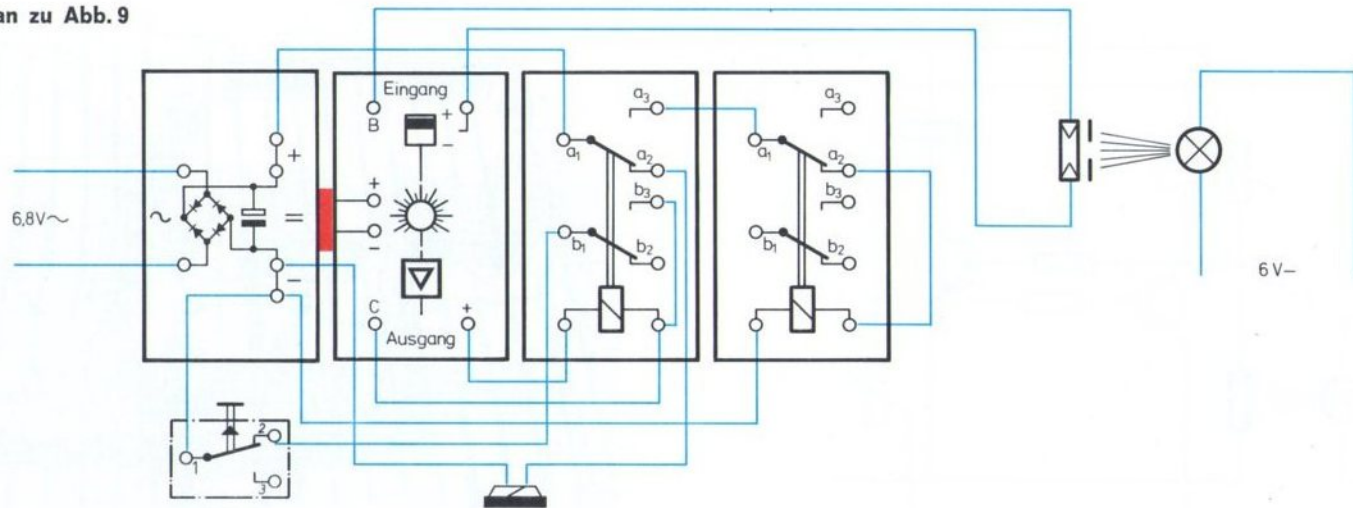 an zu Abb. 9
6,8V~
~
+
=
−
Eingang
B
+
−
+
−
C
+
Ausgang
a3
a1
a2
b3
b1
b2
a3
a1
a2
b3
b1
b2
6 V−
1
2
3